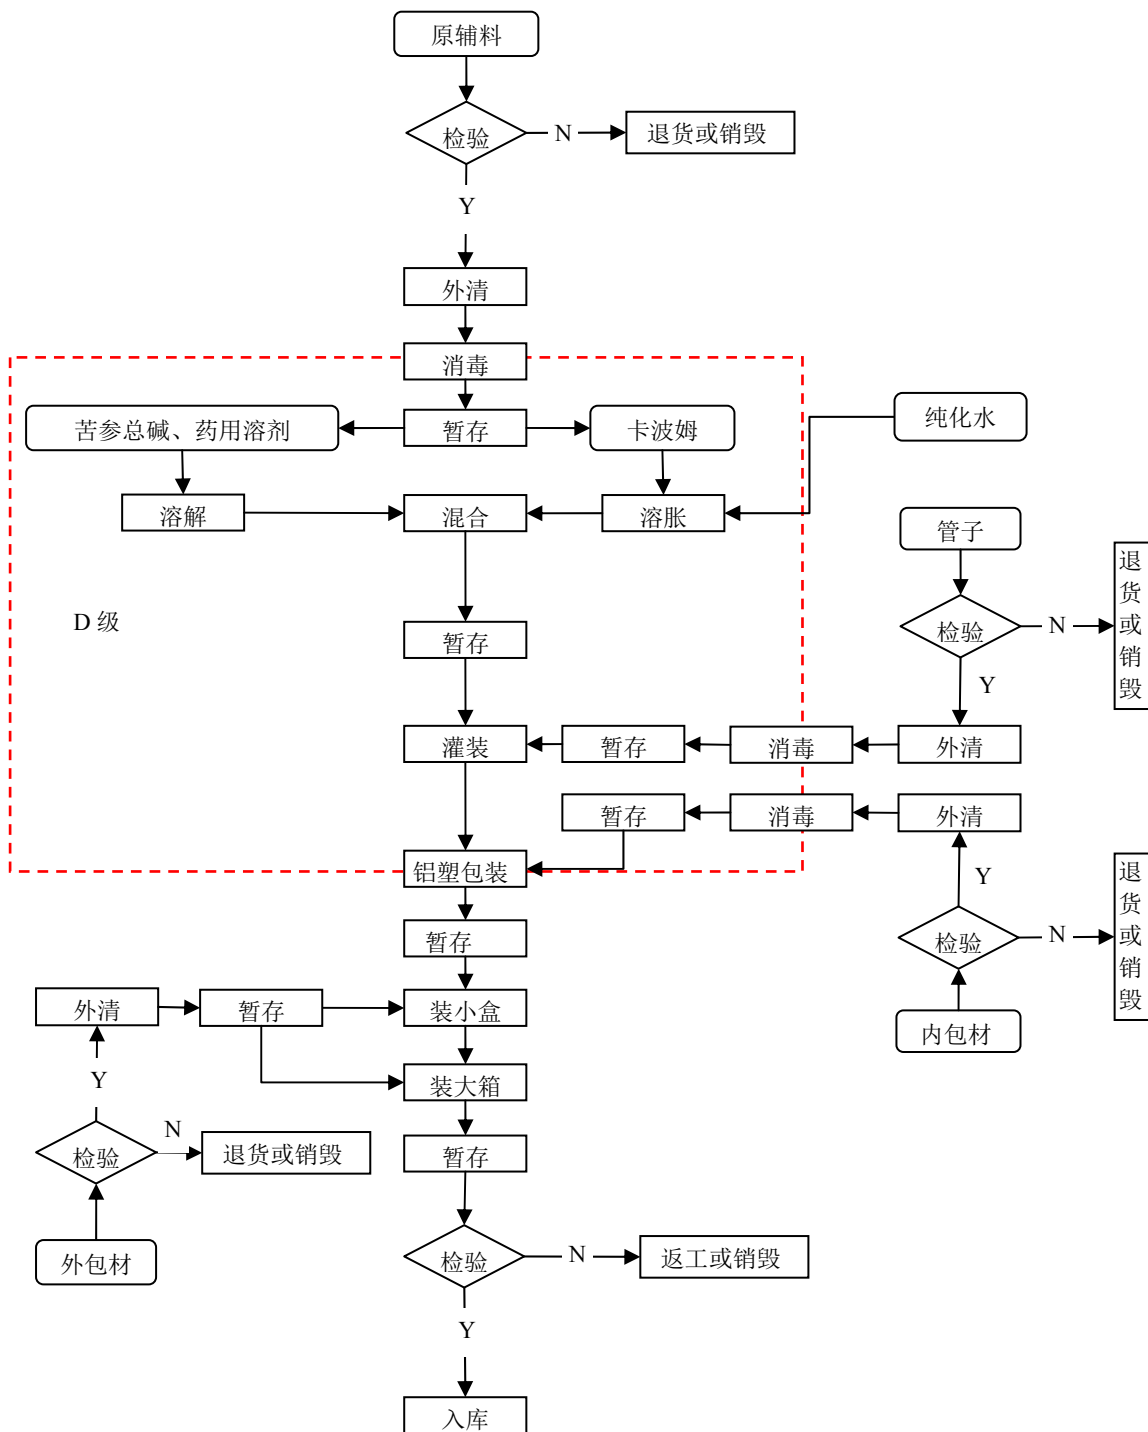 原辅料
检验
N
退货或销毁
Y
外清
消毒
苦参总碱、药用溶剂
暂存
卡波姆
纯化水
溶解
混合
溶胀
管子
D 级
暂存
检验
N
退货或销毁
Y
灌装
暂存
消毒
外清
暂存
消毒
外清
铝塑包装
Y
暂存
检验
N
退货或销毁
外清
暂存
装小盒
内包材
Y
装大箱
N
检验
退货或销毁
暂存
外包材
检验
N
返工或销毁
Y
入库